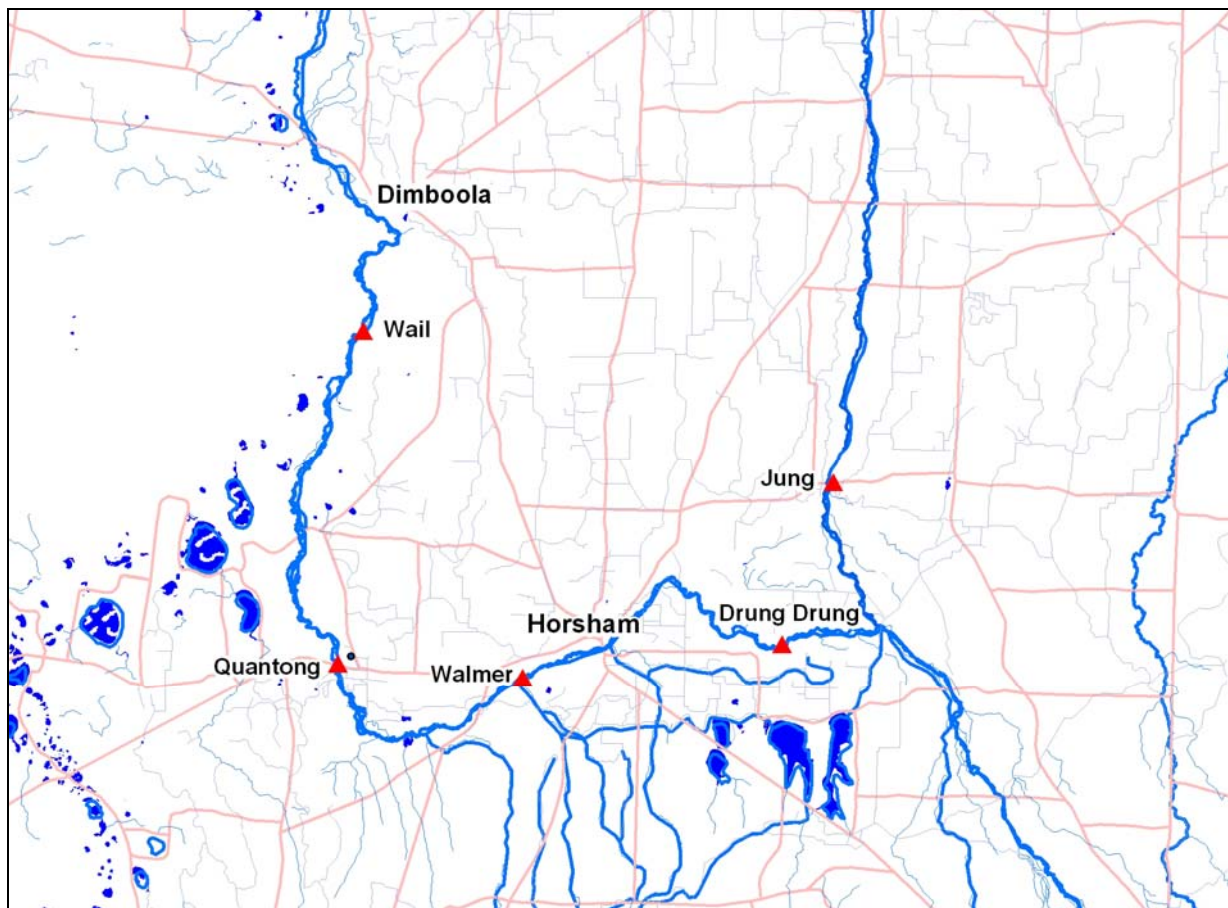 Dimboola
Wail
Jung
Drung Drung
Horsham
Quantong
Walmer